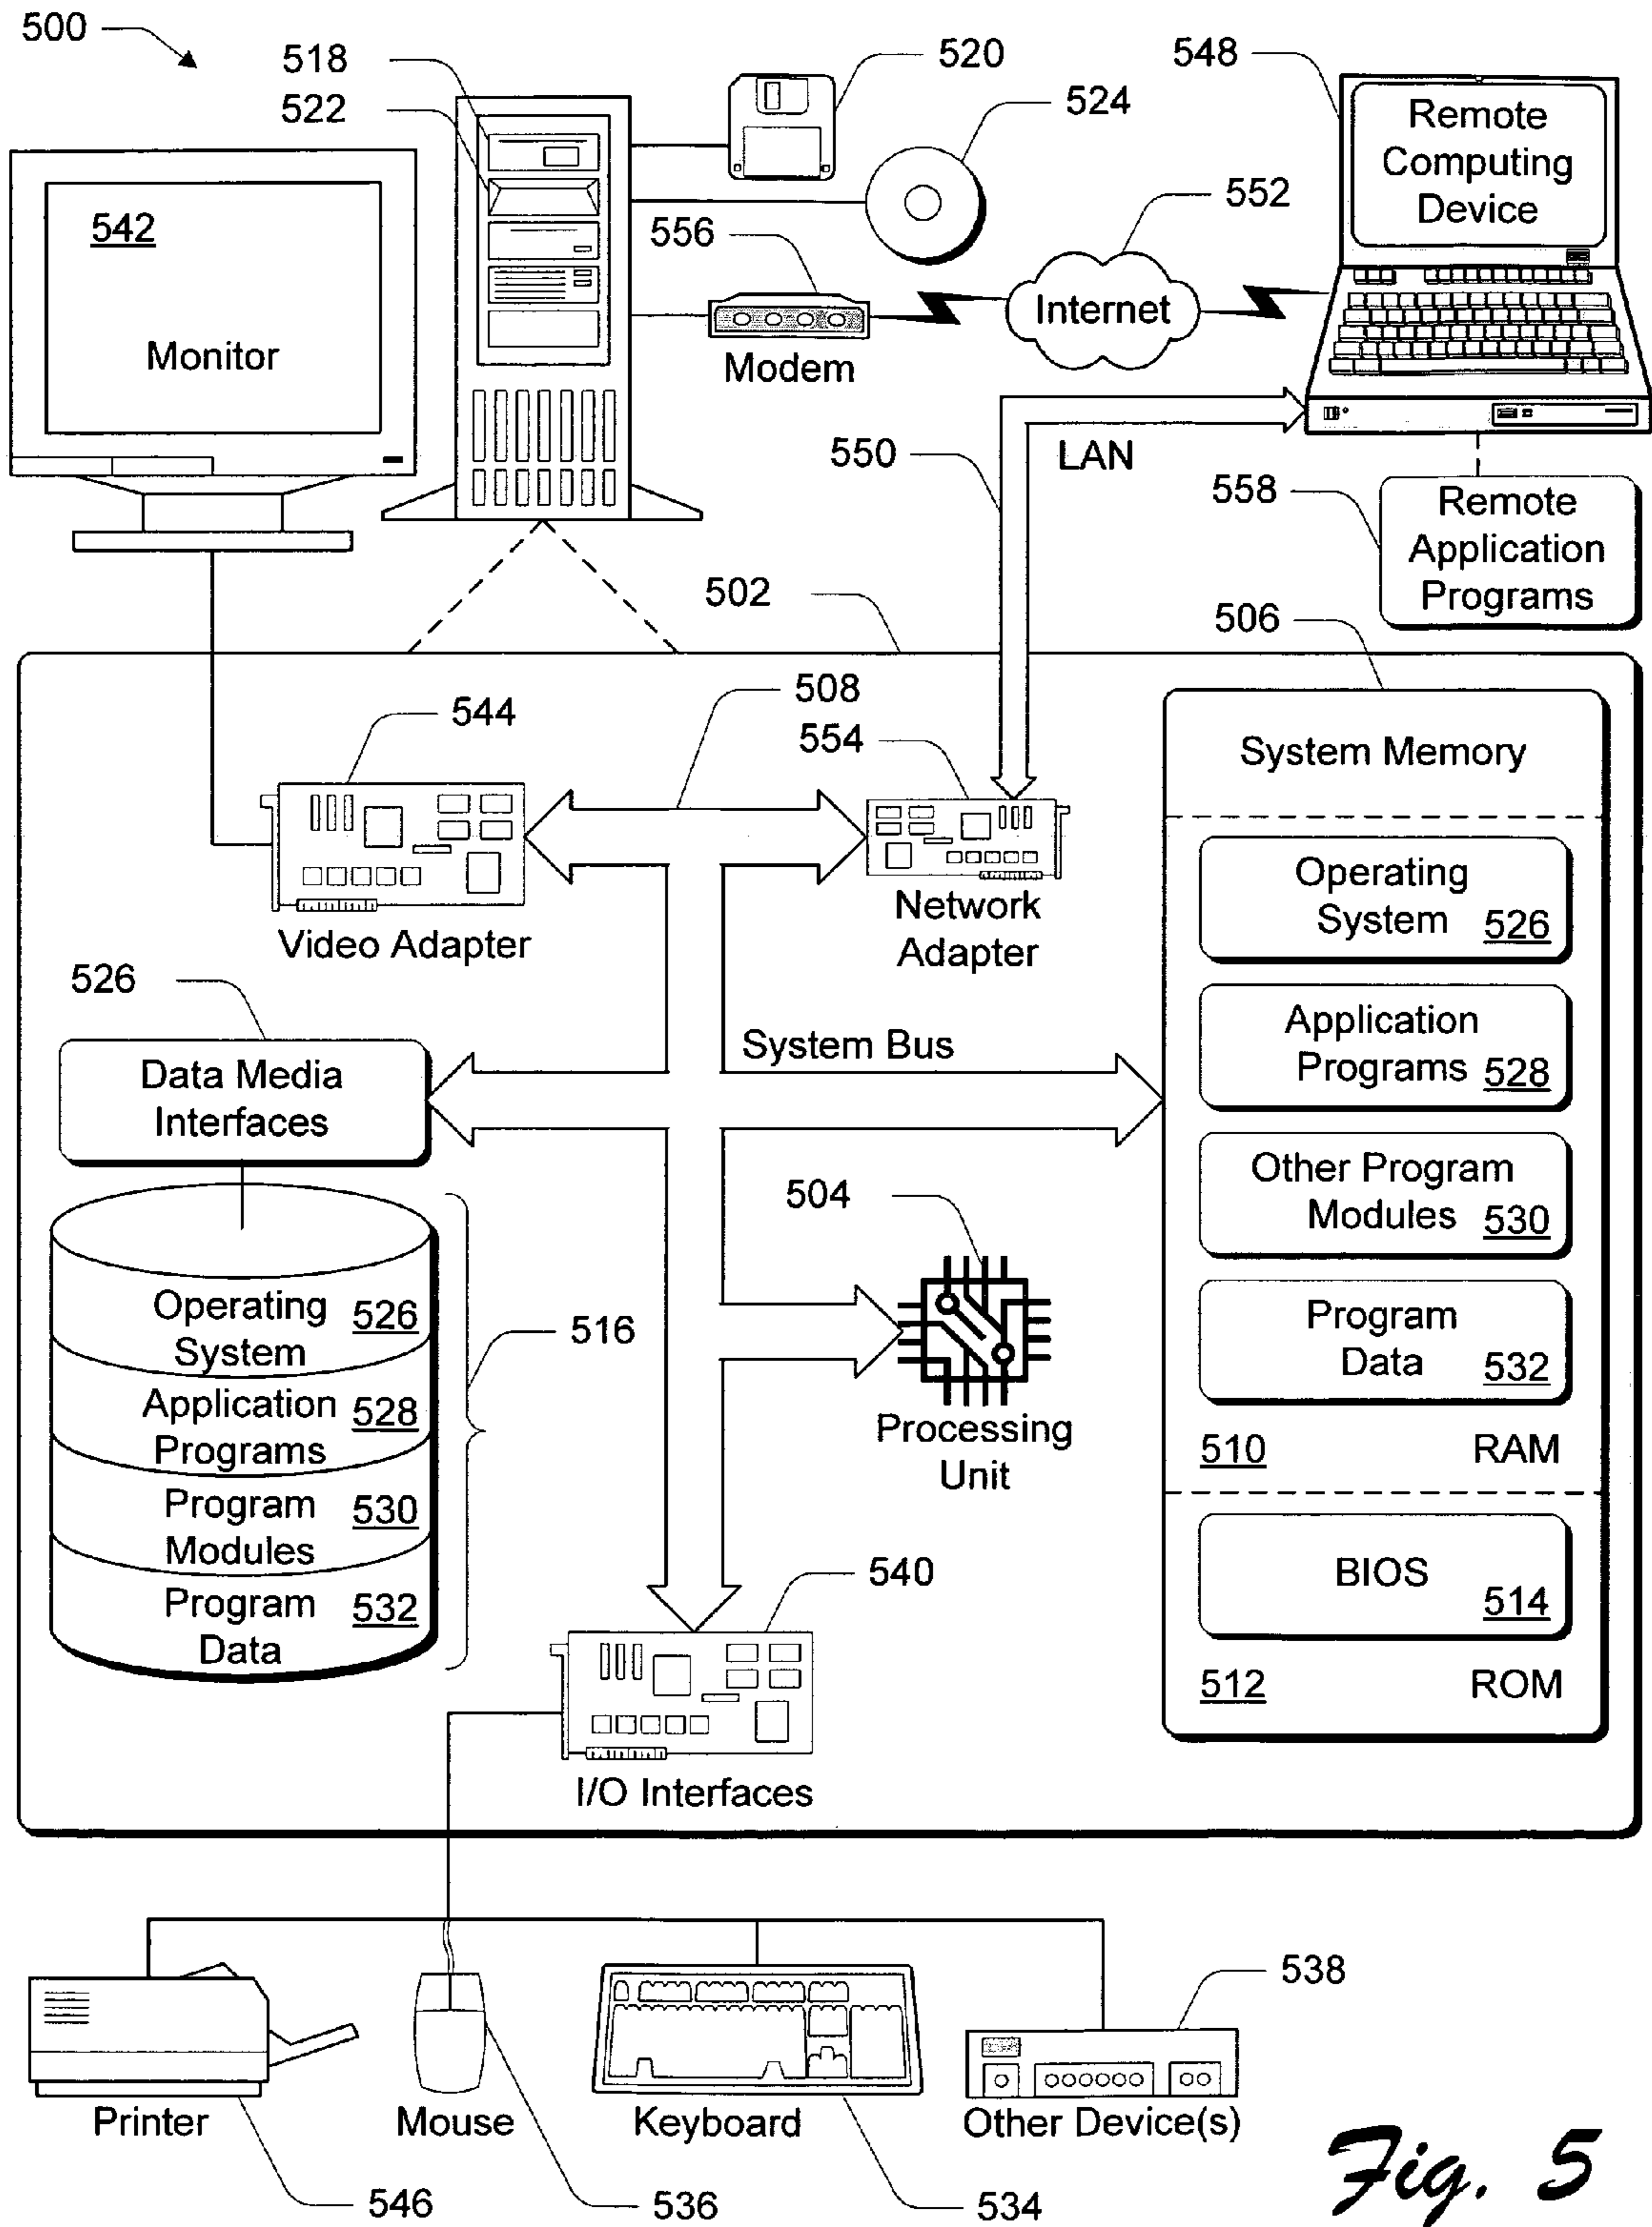 500
518
520
548
522
524
Remote
Computing
Device
542
556
552
Internet
Monitor
Modem
550
LAN
558
Remote
Application
Programs
502
506
508
544
554
System Memory
Operating
System 526
Video Adapter
Network
Adapter
526
Application
Programs 528
System Bus
Data Media
Interfaces
Other Program
Modules 530
504
Operating
System 526
516
Program
Data 532
Application
Programs 528
Processing
Unit
510 RAM
Program
Modules 530
BIOS
514
540
Program
Data 532
512 ROM
I/O Interfaces
538
Printer
Mouse
Keyboard
Other Device(s)
546
536
534
Fig. 5